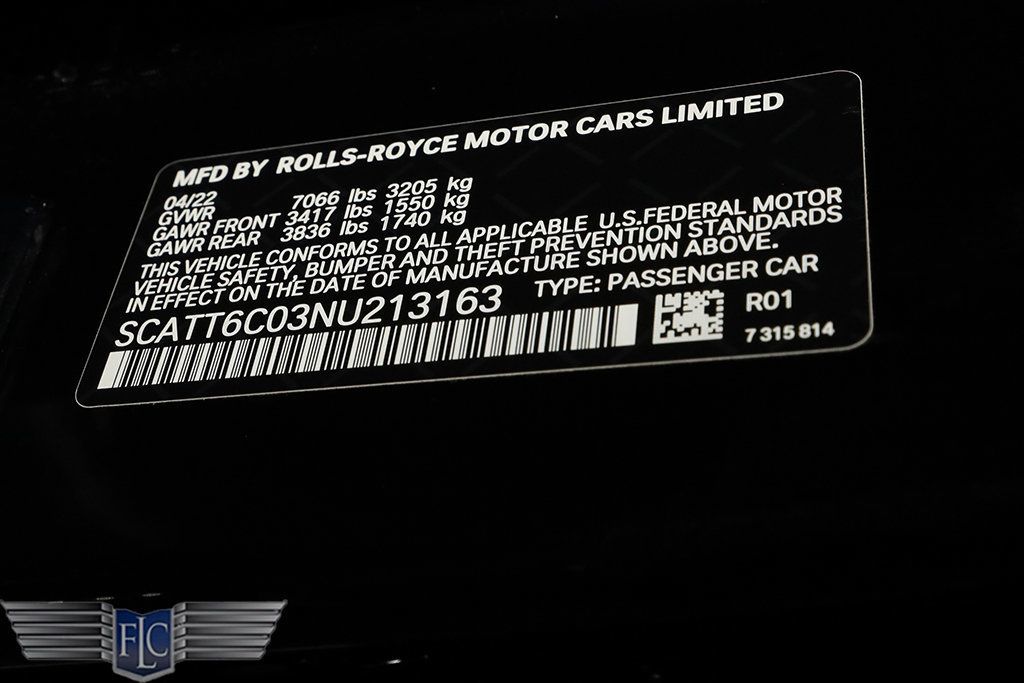 MFD BY ROLLS-ROYCE MOTOR CARS LIMITED
04/22
GVWR 7066 lbs 3205 kg
GAWR FRONT 3417 lbs 1550 kg
GAWR REAR 3836 lbs 1740 kg
THIS VEHICLE CONFORMS TO ALL APPLICABLE U.S.FEDERAL MOTOR
VEHICLE SAFETY, BUMPER AND THEFT PREVENTION STANDARDS
IN EFFECT ON THE DATE OF MANUFACTURE SHOWN ABOVE.
SCATT6C03NU213163 TYPE: PASSENGER CAR
R01
7 315 814
FLC